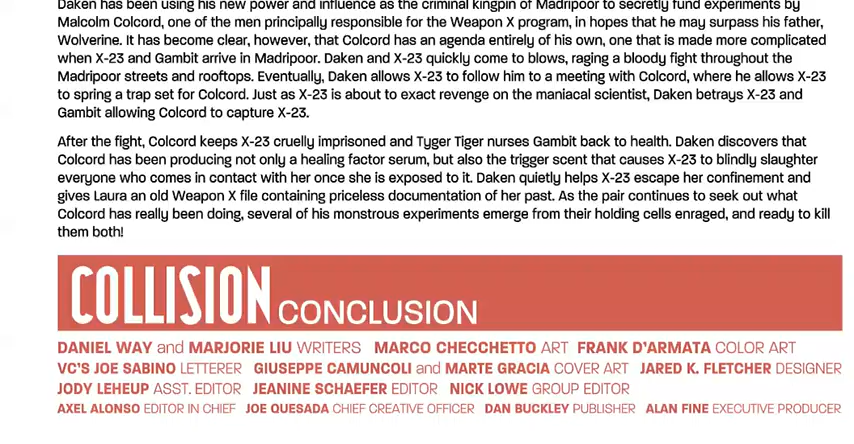 Daken has been using his new power and influence as the criminal kingpin of Madripoor to secretly fund experiments by
Malcolm Colcord, one of the men principally responsible for the Weapon X program, in hopes that he may surpass his father,
Wolverine. It has become clear, however, that Colcord has an agenda entirely of his own, one that is made more complicated
when X-23 and Gambit arrive in Madripoor. Daken and X-23 quickly come to blows, raging a bloody fight throughout the
Madripoor streets and rooftops. Eventually, Daken allows X-23 to follow him to a meeting with Colcord, where he allows X-23
to spring a trap set for Colcord. Just as X-23 is about to exact revenge on the maniacal scientist, Daken betrays X-23 and
Gambit allowing Colcord to capture X-23.
After the fight, Colcord keeps X-23 cruelly imprisoned and Tyger Tiger nurses Gambit back to health. Daken discovers that
Colcord has been producing not only a healing factor serum, but also the trigger scent that causes X-23 to blindly slaughter
everyone who comes in contact with her once she is exposed to it. Daken quietly helps X-23 escape her confinement and
gives Laura an old Weapon X file containing priceless documentation of her past. As the pair continues to seek out what
Colcord has really been doing, several of his monstrous experiments emerge from their holding cells enraged, and ready to kill
them both!
COLLISION CONCLUSION
DANIEL WAY and MARJORIE LIU WRITERS MARCO CHECCHETTO ART FRANK D'ARMATA COLOR ART
VC'S JOE SABINO LETTERER GIUSEPPE CAMUNCOLI and MARTE GRACIA COVER ART JARED K. FLETCHER DESIGNER
JODY LEHEUP ASST. EDITOR JEANINE SCHAEFER EDITOR NICK LOWE GROUP EDITOR
AXEL ALONSO EDITOR IN CHIEF JOE QUESADA CHIEF CREATIVE OFFICER DAN BUCKLEY PUBLISHER ALAN FINE EXECUTIVE PRODUCER